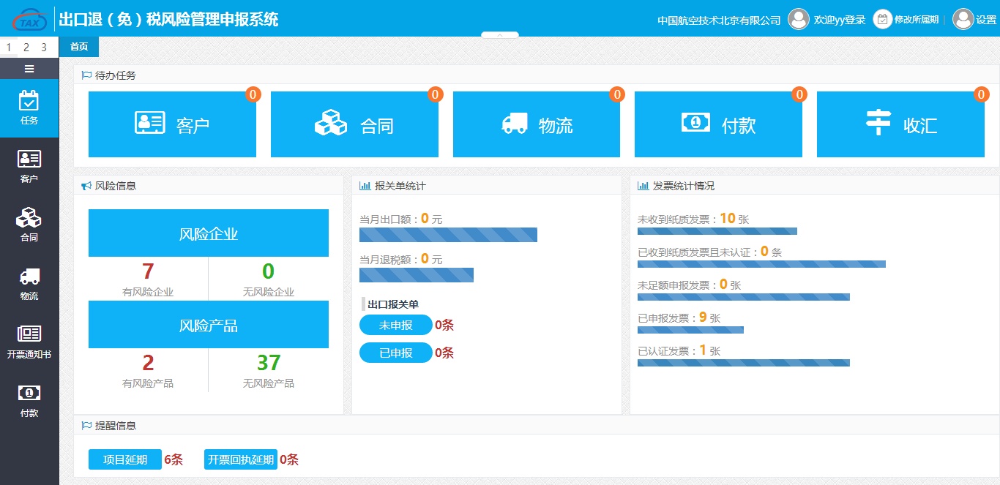 TAX 出口退（免）税风险管理申报系统 中国航空技术北京有限公司 欢迎yy登录 修改所属期 设置
1 2 3 首页
待办任务
0 0 0 0 0
客户 合同 物流 付款 收汇
任务
客户
合同
物流
开票通知书
付款
风险信息
风险企业
7 0
有风险企业 无风险企业
风险产品
2 37
有风险产品 无风险产品
报关单统计
当月出口额：0 元
当月退税额：0 元
出口报关单
未申报 0条
已申报 0条
发票统计情况
未收到纸质发票：10 张
已收到纸质发票且未认证：0 条
未足额申报发票：0 张
已申报发票：9 张
已认证发票：1 张
提醒信息
项目延期 6条 开票回执延期 0条